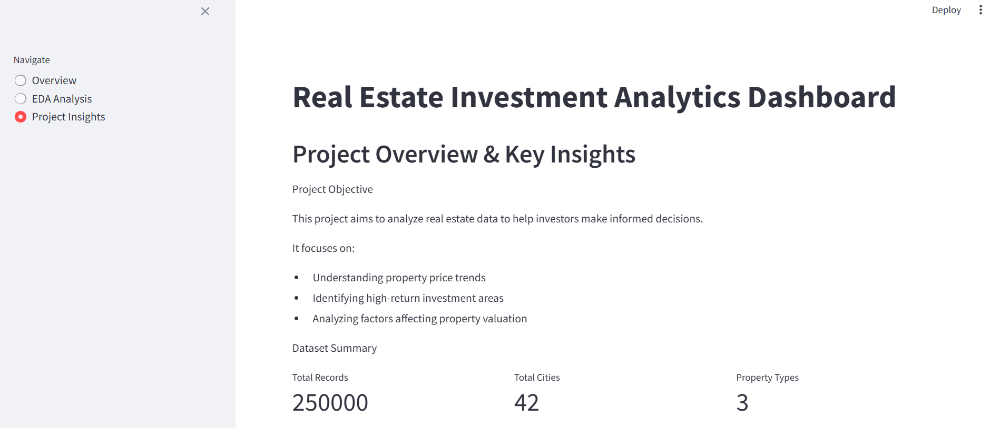 Deploy
Navigate
Overview
EDA Analysis
Project Insights
Real Estate Investment Analytics Dashboard
Project Overview & Key Insights
Project Objective
This project aims to analyze real estate data to help investors make informed decisions.
It focuses on:
• Understanding property price trends
• Identifying high-return investment areas
• Analyzing factors affecting property valuation
Dataset Summary
Total Records
250000
Total Cities
42
Property Types
3